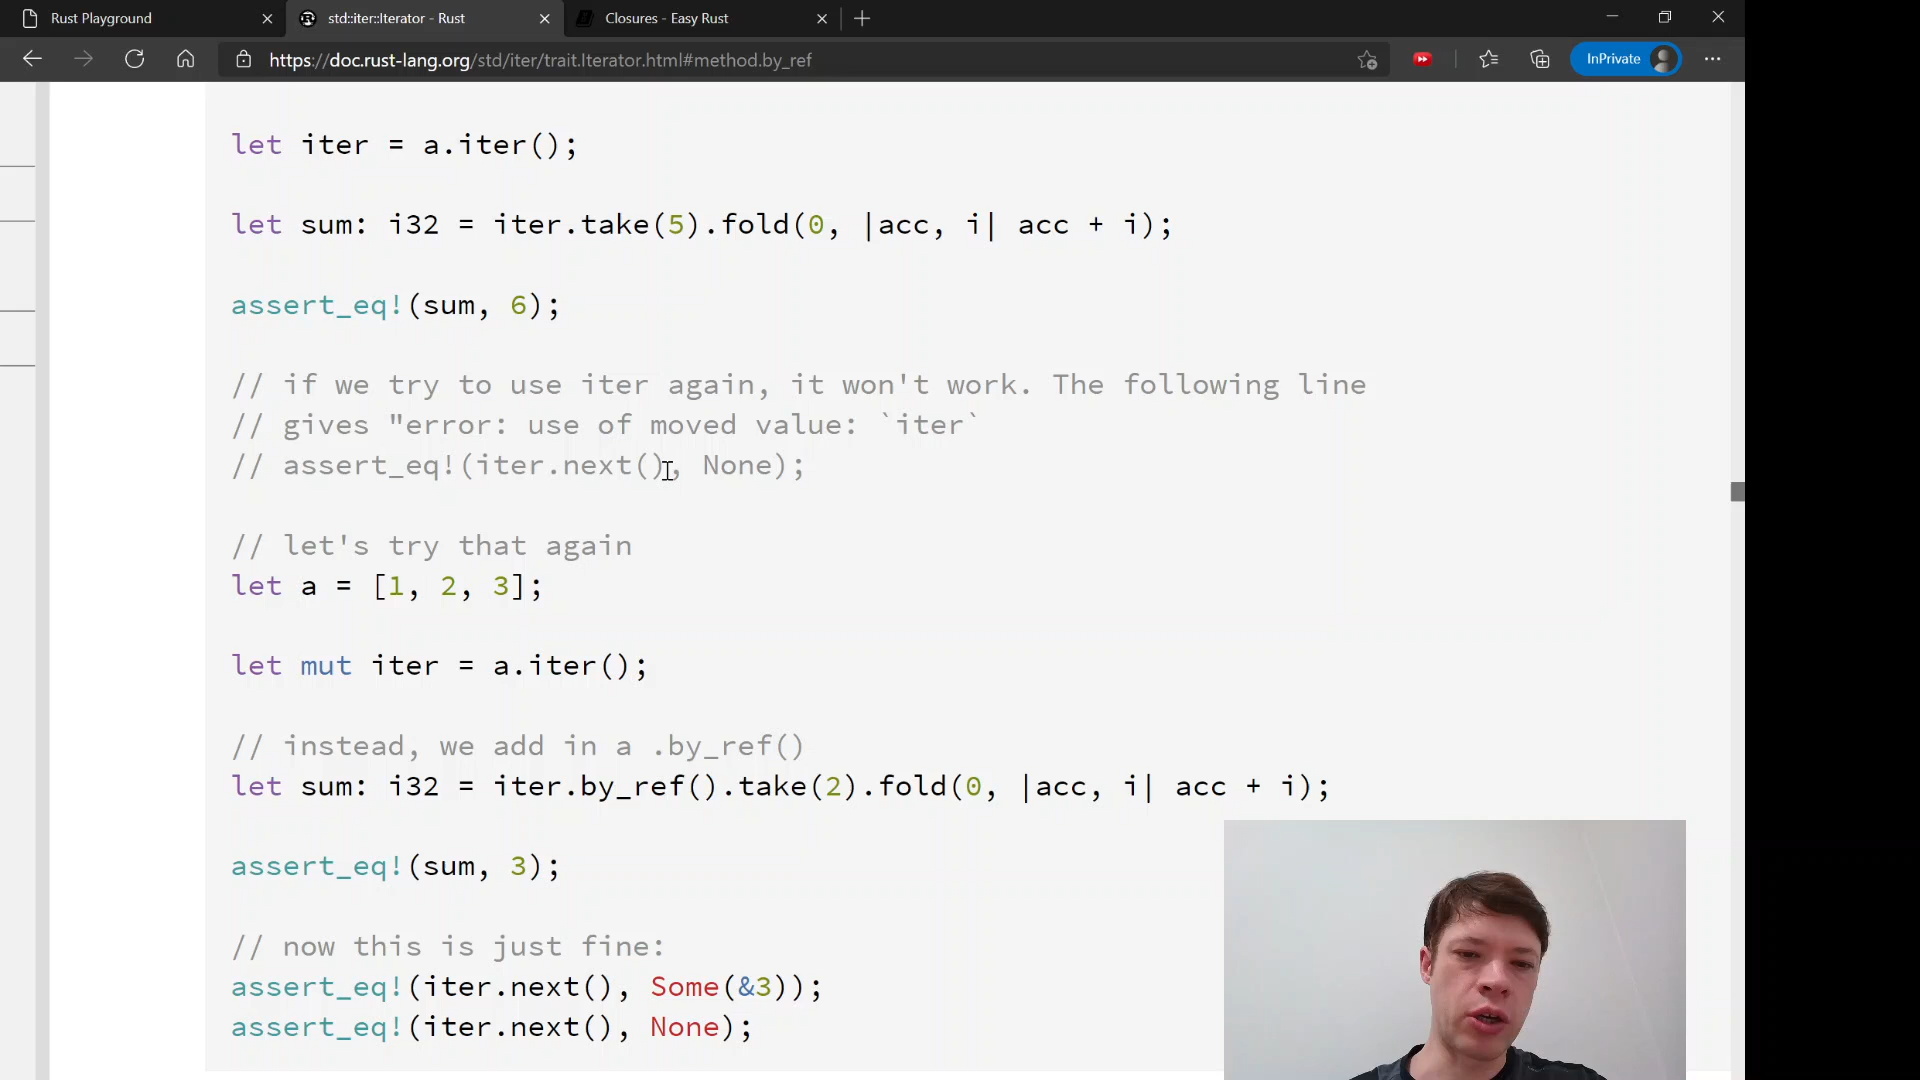 Rust Playground
std::iter::Iterator - Rust
Closures - Easy Rust
https://doc.rust-lang.org/std/iter/trait.Iterator.html#method.by_ref
InPrivate
let iter = a.iter();
let sum: i32 = iter.take(5).fold(0, |acc, i| acc + i);
assert_eq!(sum, 6);
// if we try to use iter again, it won't work. The following line
// gives "error: use of moved value: `iter`
// assert_eq!(iter.next(), None);
// let's try that again
let a = [1, 2, 3];
let mut iter = a.iter();
// instead, we add in a .by_ref()
let sum: i32 = iter.by_ref().take(2).fold(0, |acc, i| acc + i);
assert_eq!(sum, 3);
// now this is just fine:
assert_eq!(iter.next(), Some(&3));
assert_eq!(iter.next(), None);